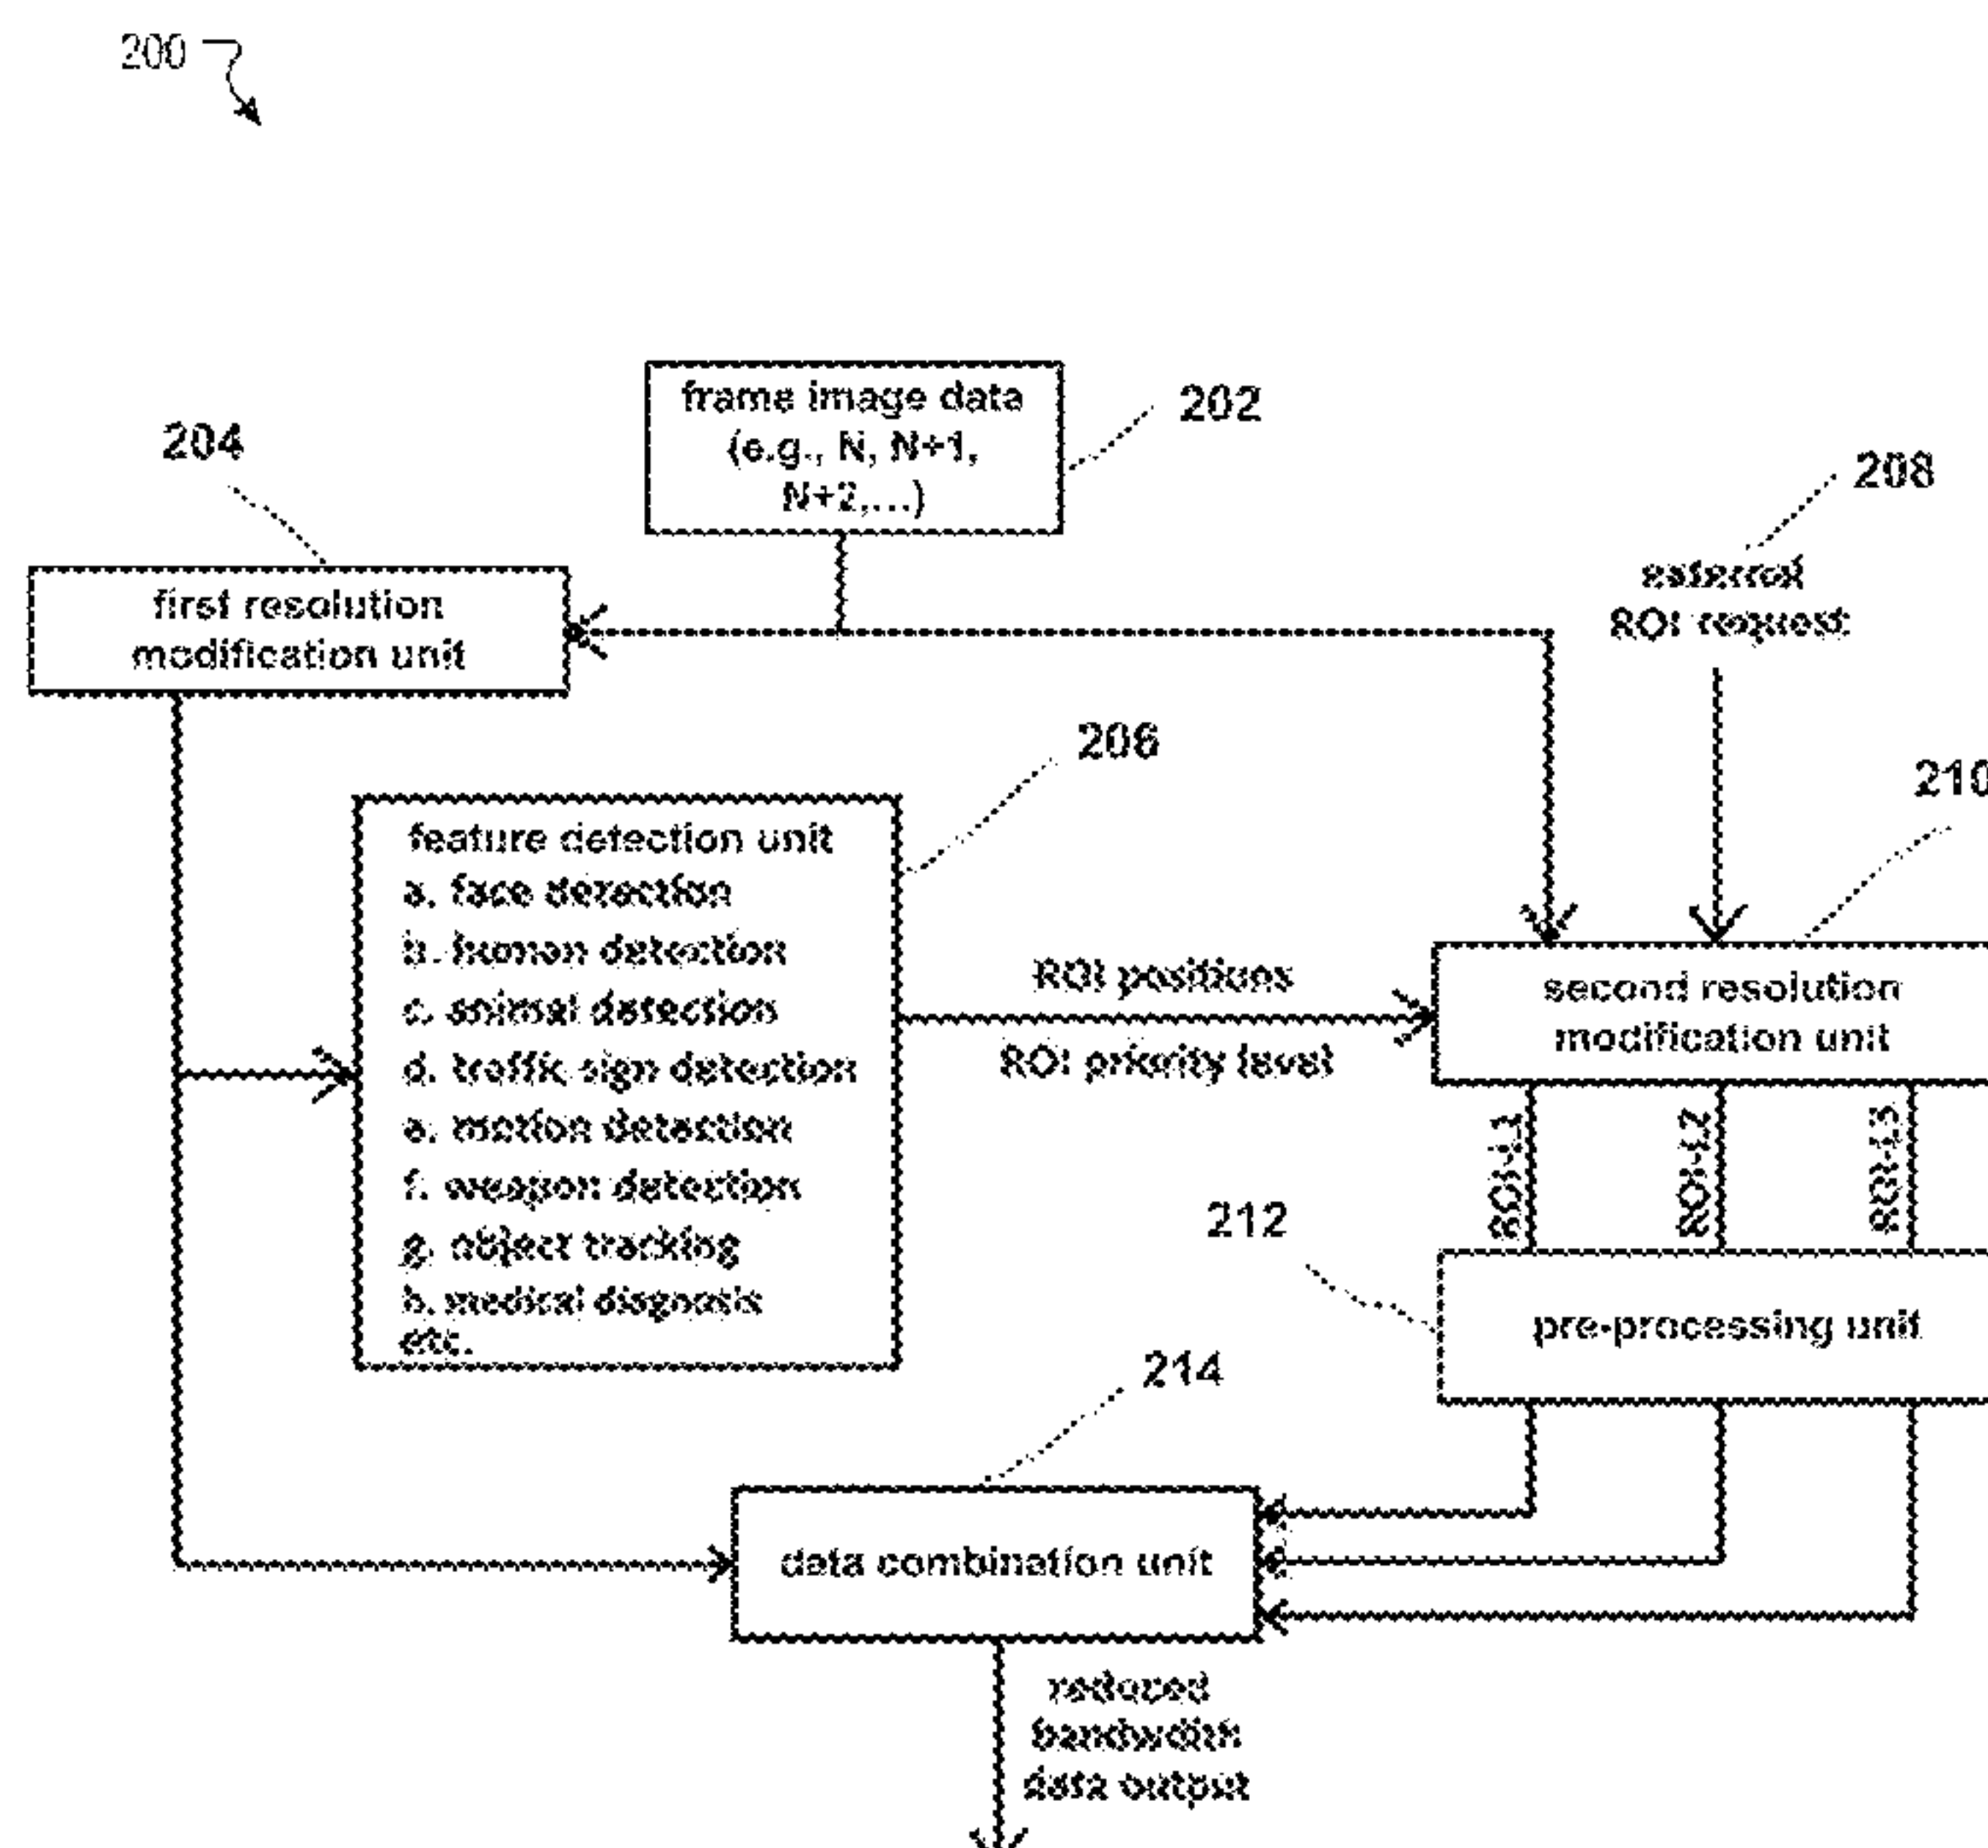 200
frame image data
(e.g., N, N+1,
N+2,...)
202
204
first resolution
modification unit
208
external
ROI request
206
210
feature detection unit
a. face detection
b. human detection
c. animal detection
d. traffic sign detection
e. motion detection
f. weapon detection
g. object tracking
h. medical diagnosis
etc.
ROI positions
ROI priority level
second resolution
modification unit
ROI-L1
ROI-L2
ROI-L3
212
pre-processing unit
214
data combination unit
reduced
bandwidth
data output